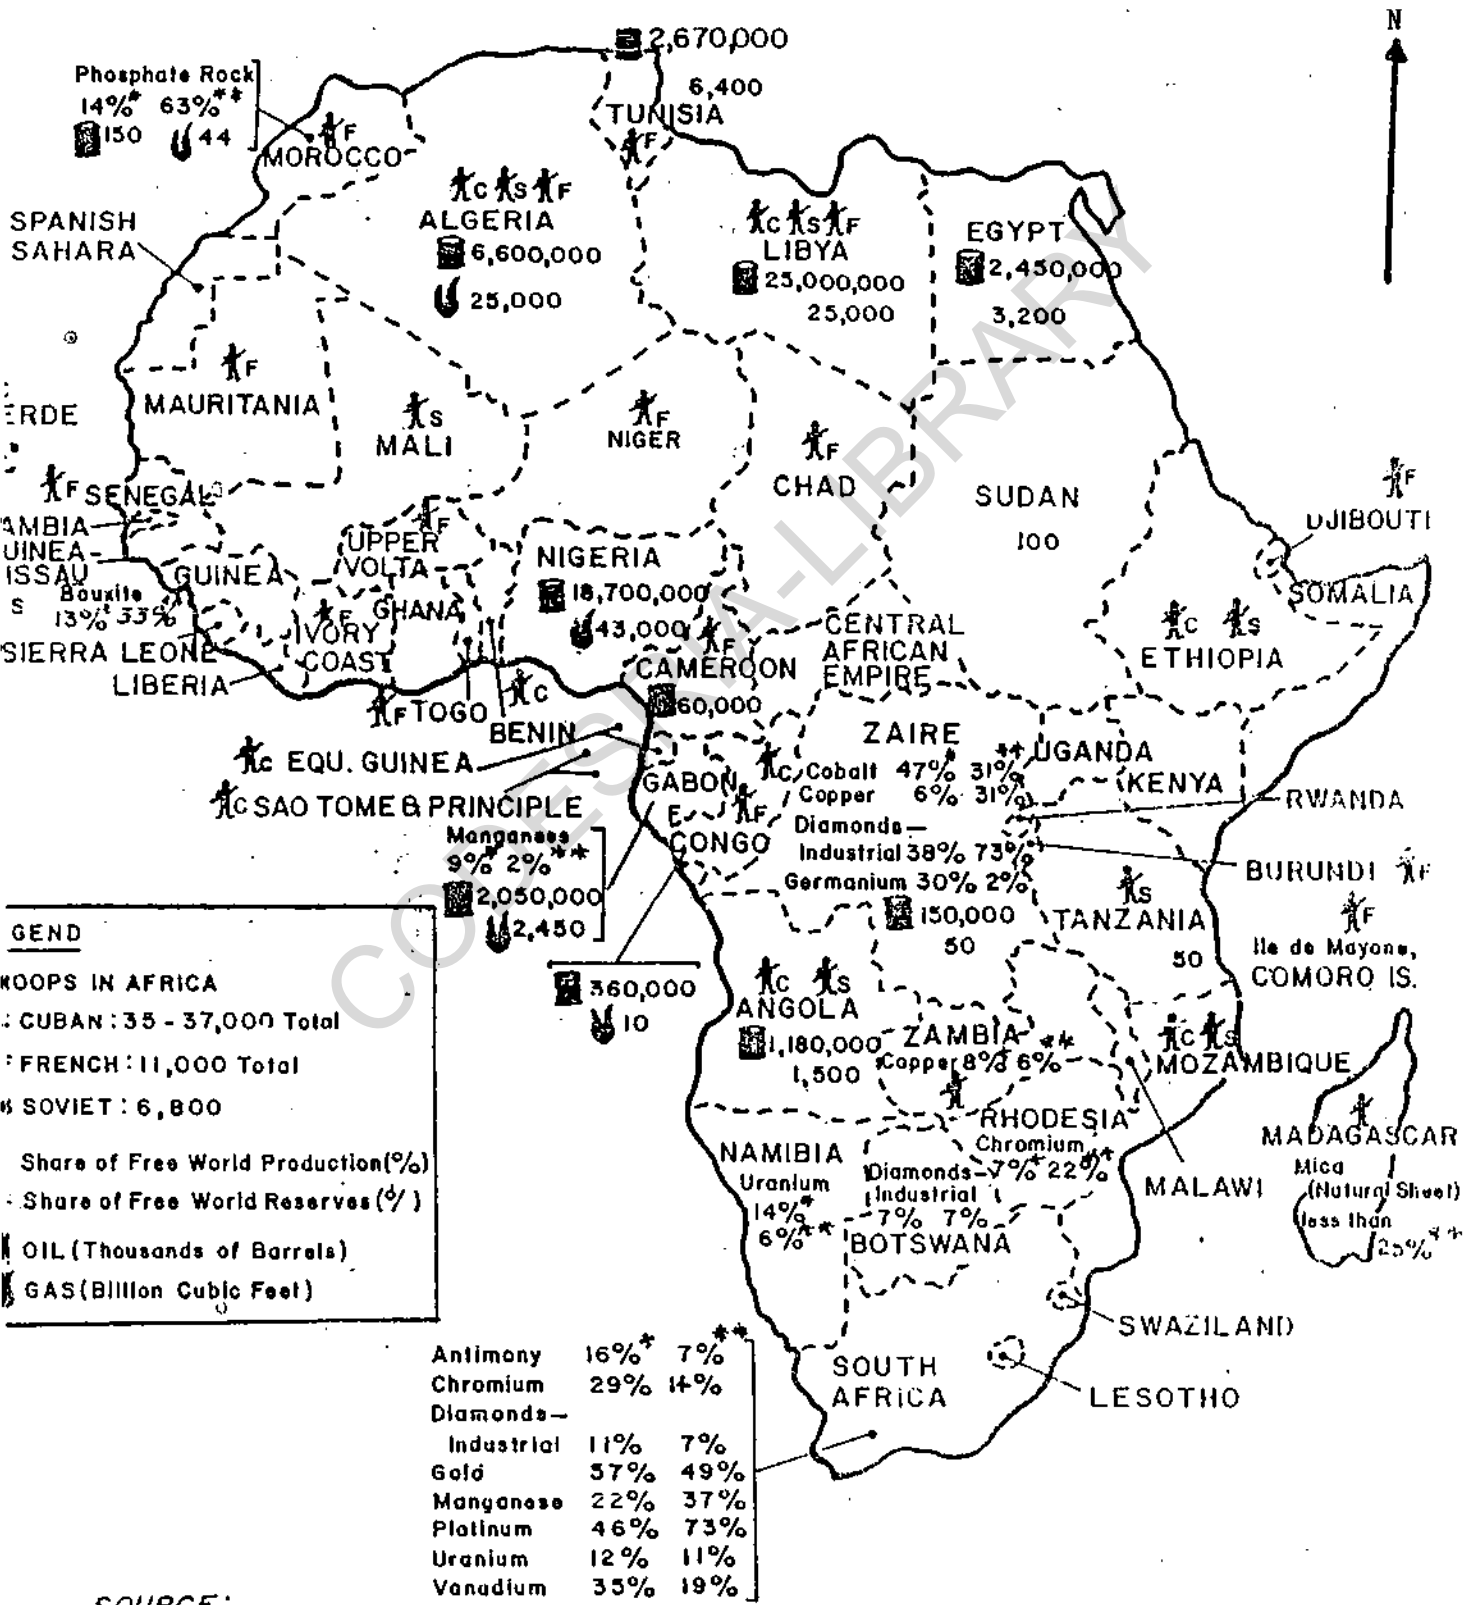 N
2,670,000
6,400
TUNISIA
F
Phosphate Rock
14%* 63%**
150 44
F
MOROCCO
C S F
ALGERIA
6,600,000
25,000
C S F
LIBYA
25,000,000
25,000
EGYPT
2,450,000
3,200
SPANISH
SAHARA
F
MAURITANIA
S
MALI
F
NIGER
F
CHAD
SUDAN
100
F
DJIBOUTI
ERDE
F SENEGAL
AMBIA
UINEA-
ISSAU
S
Bauxite
13%* 33%
GUINEA
F
UPPER
VOLTA
NIGERIA
18,700,000
43,000
GHANA
F
IVORY
COAST
SIERRA LEONE
LIBERIA
F TOGO
C
BENIN
F
CAMEROON
60,000
CENTRAL
AFRICAN
EMPIRE
C S
ETHIOPIA
SOMALIA
C EQU. GUINEA
C SAO TOME & PRINCIPLE
GABON
Manganese
9%* 2%**
2,050,000
2,450
C
F
CONGO
360,000
10
ZAIRE
* **
Cobalt 47% 31%
Copper 6% 31%
Diamonds—
Industrial 38% 73%
Germanium 30% 2%
150,000
50
UGANDA
KENYA
RWANDA
BURUNDI F
S
TANZANIA
50
F
Ile de Mayone,
COMORO IS.
C S
ANGOLA
1,180,000
1,500
ZAMBIA
Copper 8%* 6%**
C S
MOZAMBIQUE
RHODESIA
Chromium
7%* 22%**
NAMIBIA
Uranium
14%*
6%**
Diamonds—
Industrial
7% 7%
BOTSWANA
MALAWI
MADAGASCAR
Mica
(Natural Sheet)
less than
25%**
SWAZILAND
LESOTHO
SOUTH
AFRICA
GEND
ROOPS IN AFRICA
: CUBAN: 35-37,000 Total
F FRENCH: 11,000 Total
S SOVIET: 6,800
Share of Free World Production(%)
Share of Free World Reserves(%)
OIL (Thousands of Barrels)
GAS (Billion Cubic Feet)
* **
Antimony 16% 7%
Chromium 29% 14%
Diamonds—
Industrial 11% 7%
Gold 57% 49%
Manganese 22% 37%
Platinum 46% 73%
Uranium 12% 11%
Vanadium 35% 19%
SOURCE:
CODESRIA-LIBRARY